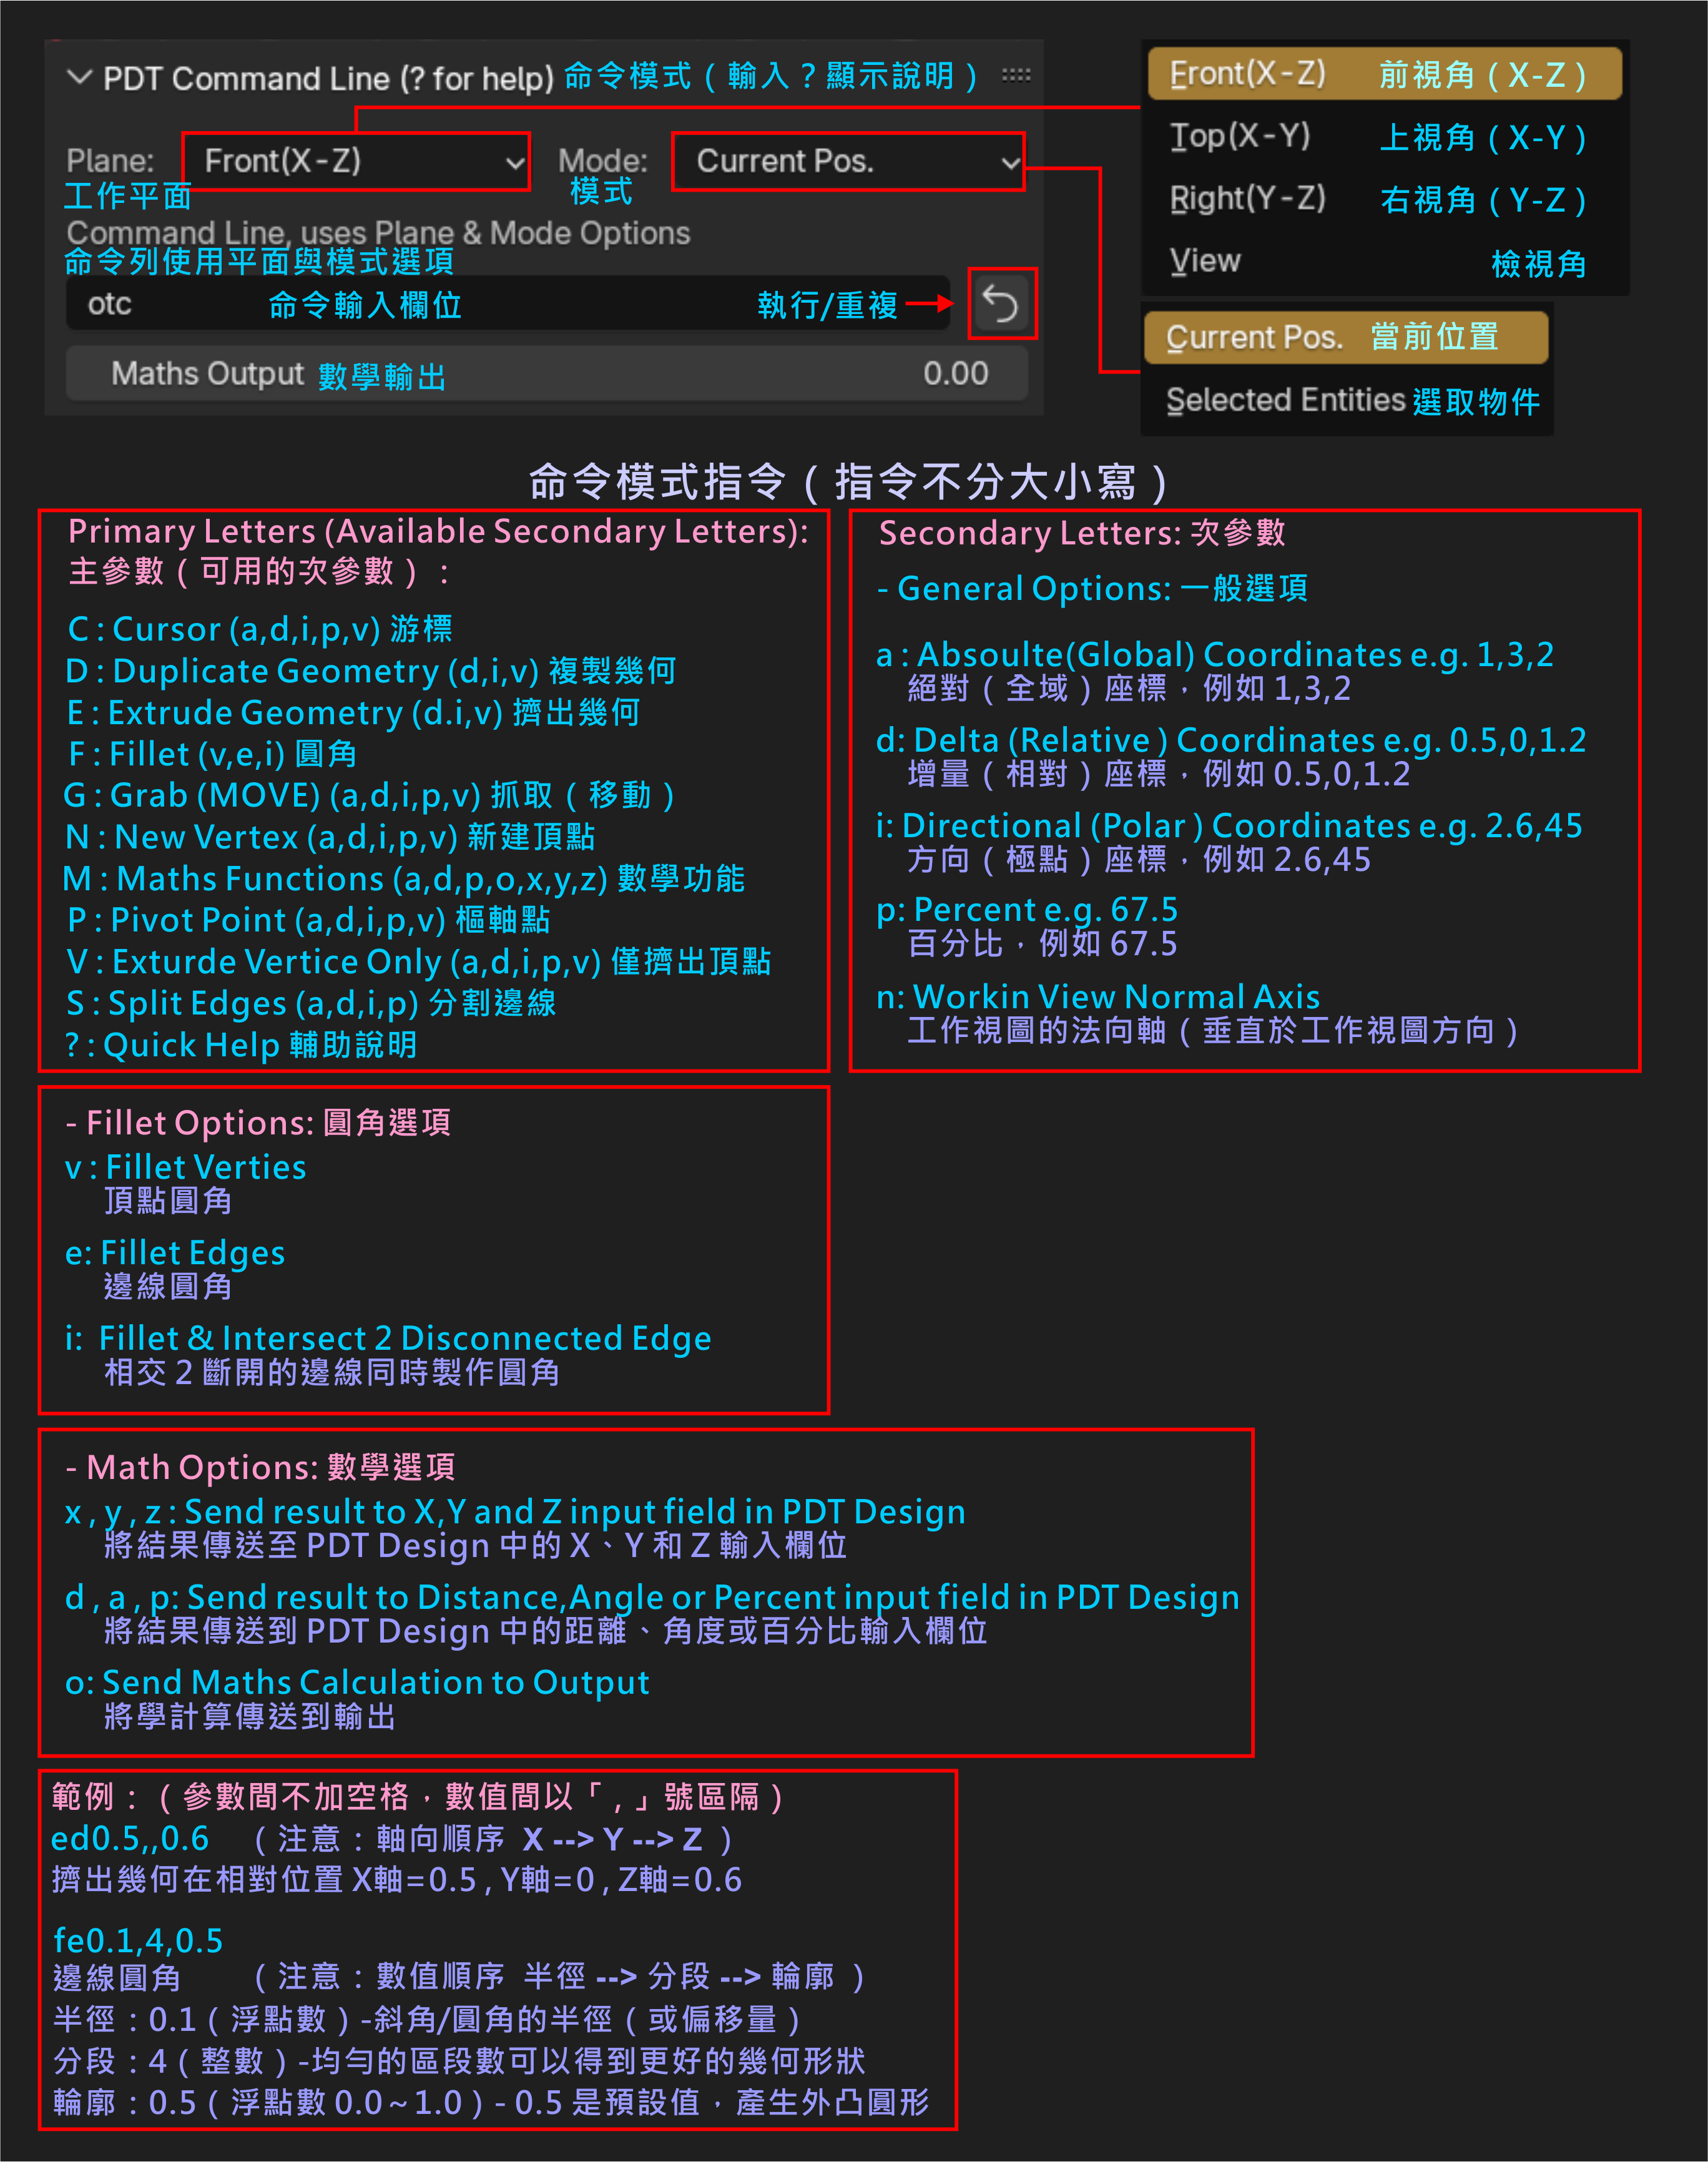 PDT Command Line (? for help) 命令模式（輸入？顯示說明）
Plane: Front(X-Z) Mode: Current Pos.
工作平面 模式
Command Line, uses Plane & Mode Options
命令列使用平面與模式選項
otc 命令輸入欄位 執行/重複
Maths Output 數學輸出 0.00
Front(X-Z) 前視角（X-Z）
Top(X-Y) 上視角（X-Y）
Right(Y-Z) 右視角（Y-Z）
View 檢視角
Current Pos. 當前位置
Selected Entities 選取物件
命令模式指令（指令不分大小寫）
Primary Letters (Available Secondary Letters):
主參數（可用的次參數）：
C : Cursor (a,d,i,p,v) 游標
D : Duplicate Geometry (d,i,v) 複製幾何
E : Extrude Geometry (d.i,v) 擠出幾何
F : Fillet (v,e,i) 圓角
G : Grab (MOVE) (a,d,i,p,v) 抓取（移動）
N : New Vertex (a,d,i,p,v) 新建頂點
M : Maths Functions (a,d,p,o,x,y,z) 數學功能
P : Pivot Point (a,d,i,p,v) 樞軸點
V : Exturde Vertice Only (a,d,i,p,v) 僅擠出頂點
S : Split Edges (a,d,i,p) 分割邊線
? : Quick Help 輔助說明
Secondary Letters: 次參數
- General Options: 一般選項
a : Absoulte(Global) Coordinates e.g. 1,3,2
絕對（全域）座標，例如 1,3,2
d: Delta (Relative ) Coordinates e.g. 0.5,0,1.2
增量（相對）座標，例如 0.5,0,1.2
i: Directional (Polar ) Coordinates e.g. 2.6,45
方向（極點）座標，例如 2.6,45
p: Percent e.g. 67.5
百分比，例如 67.5
n: Workin View Normal Axis
工作視圖的法向軸（垂直於工作視圖方向）
- Fillet Options: 圓角選項
v : Fillet Verties
頂點圓角
e: Fillet Edges
邊線圓角
i: Fillet & Intersect 2 Disconnected Edge
相交 2 斷開的邊線同時製作圓角
- Math Options: 數學選項
x , y , z : Send result to X,Y and Z input field in PDT Design
將結果傳送至 PDT Design 中的 X、Y 和 Z 輸入欄位
d , a , p: Send result to Distance,Angle or Percent input field in PDT Design
將結果傳送到 PDT Design 中的距離、角度或百分比輸入欄位
o: Send Maths Calculation to Output
將學計算傳送到輸出
範例：（參數間不加空格，數值間以「 , 」號區隔）
ed0.5,,0.6 （注意：軸向順序 X --> Y --> Z ）
擠出幾何在相對位置 X軸=0.5 , Y軸=0 , Z軸=0.6
fe0.1,4,0.5
邊線圓角 （注意：數值順序 半徑 --> 分段 --> 輪廓 ）
半徑：0.1（浮點數）-斜角/圓角的半徑（或偏移量）
分段：4（整數）-均勻的區段數可以得到更好的幾何形狀
輪廓：0.5（浮點數 0.0 ~ 1.0）- 0.5 是預設值，產生外凸圓形